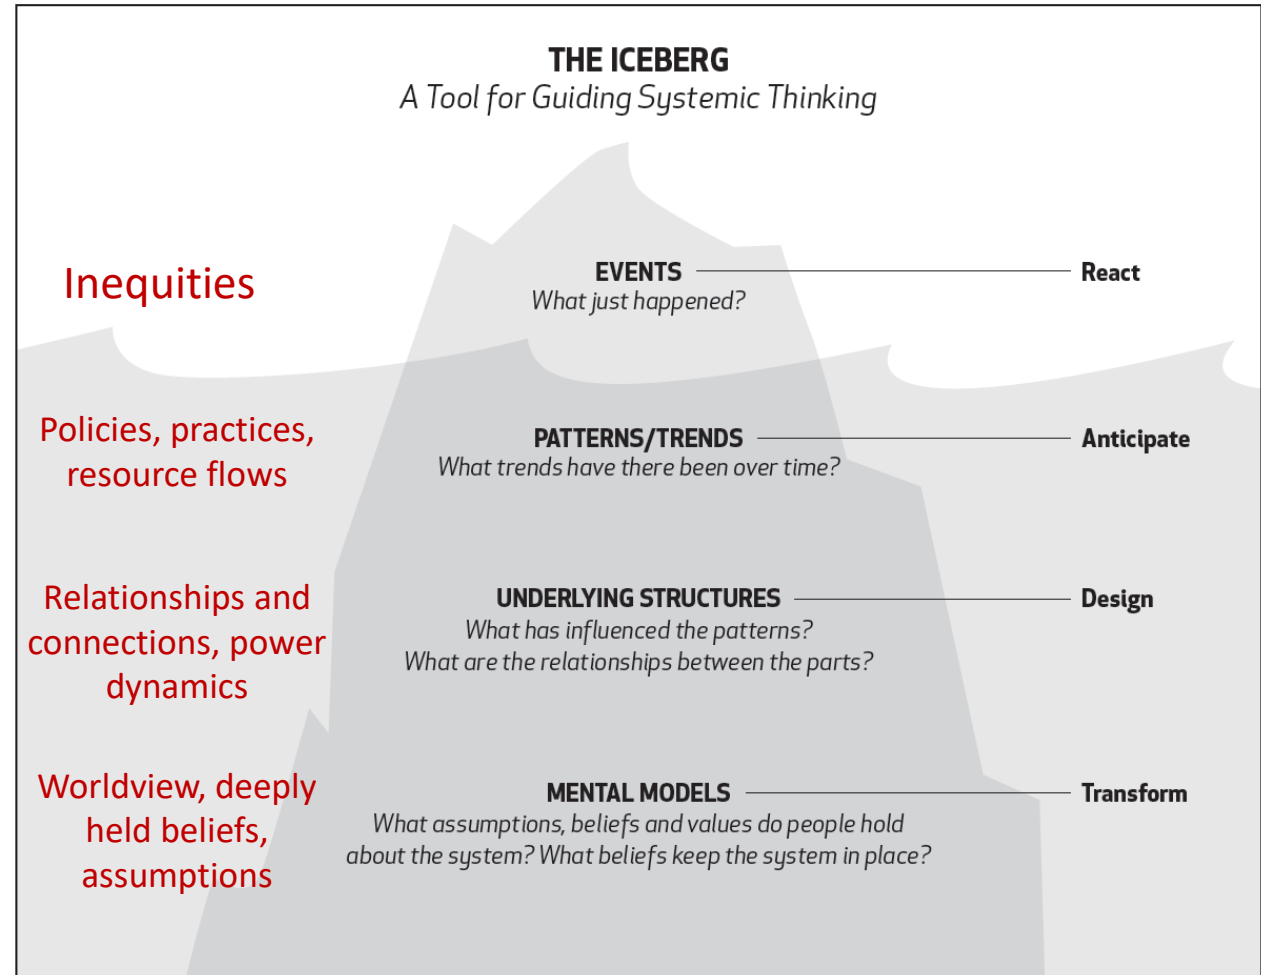 THE ICEBERG
A Tool for Guiding Systemic Thinking
Inequities
EVENTS
React
What just happened?
Policies, practices,
resource flows
PATTERNS/TRENDS
Anticipate
What trends have there been over time?
Relationships and
connections, power
dynamics
UNDERLYING STRUCTURES
Design
What has influenced the patterns?
What are the relationships between the parts?
Worldview, deeply
held beliefs,
assumptions
MENTAL MODELS
Transform
What assumptions, beliefs and values do people hold
about the system? What beliefs keep the system in place?